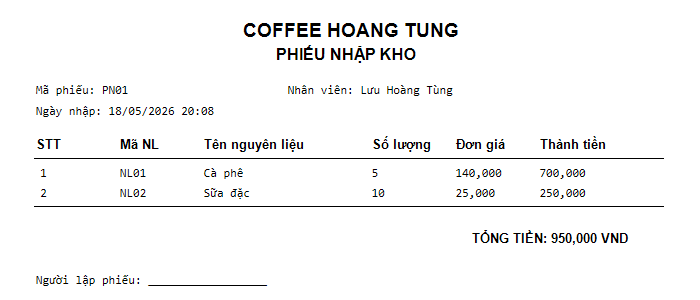 COFFEE HOANG TUNG
PHIẾU NHẬP KHO
Mã phiếu: PN01 Nhân viên: Lưu Hoàng Tùng
Ngày nhập: 18/05/2026 20:08
STT Mã NL Tên nguyên liệu Số lượng Đơn giá Thành tiền
1 NL01 Cà phê 5 140,000 700,000
2 NL02 Sữa đặc 10 25,000 250,000
TỔNG TIỀN: 950,000 VND
Người lập phiếu: __________________